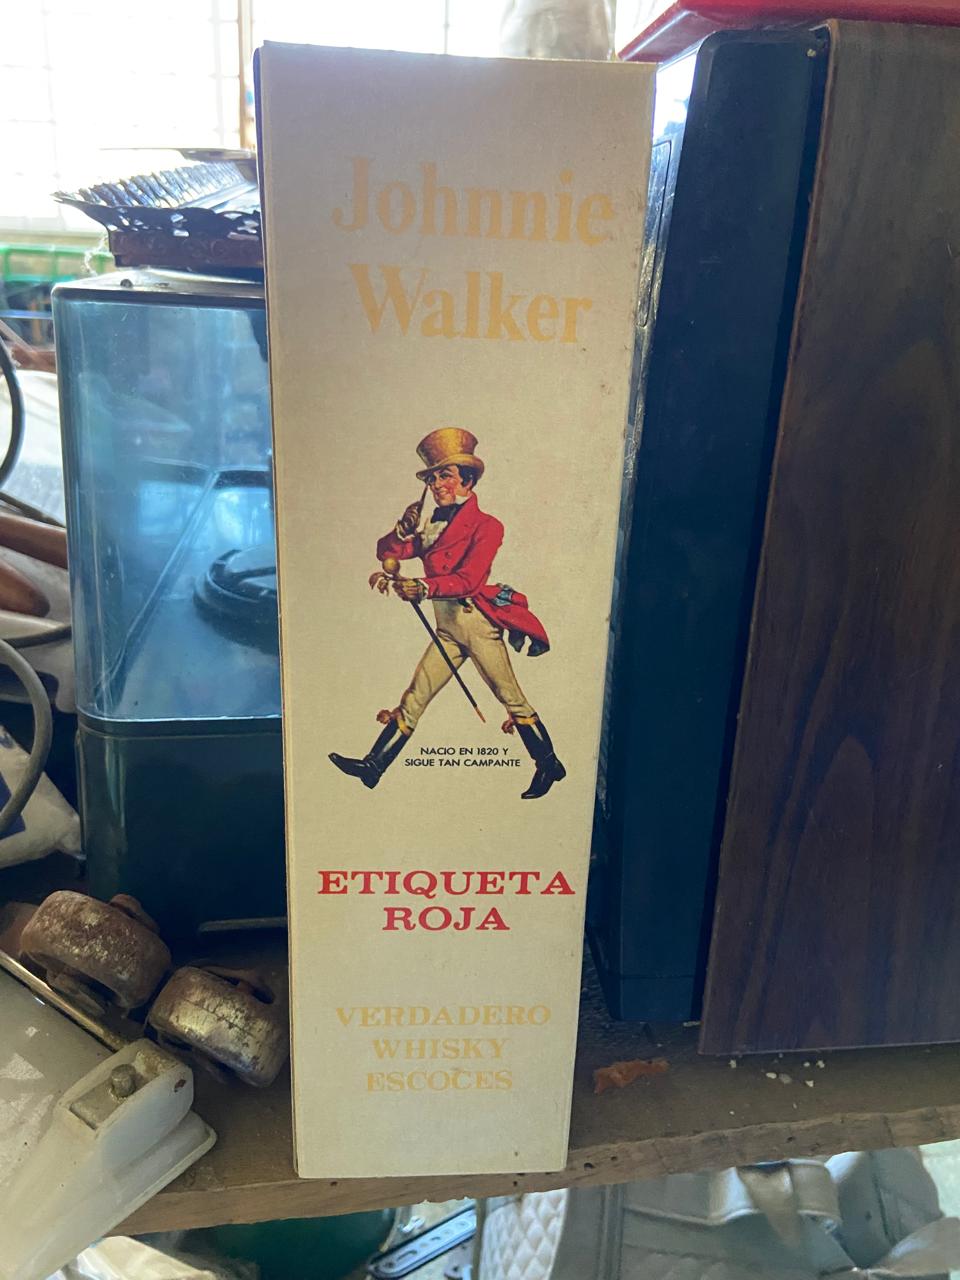 Johnnie
Walker
NACIO EN 1820 Y
SIGUE TAN CAMPANTE
ETIQUETA
ROJA
VERDADERO
WHISKY
ESCOCES